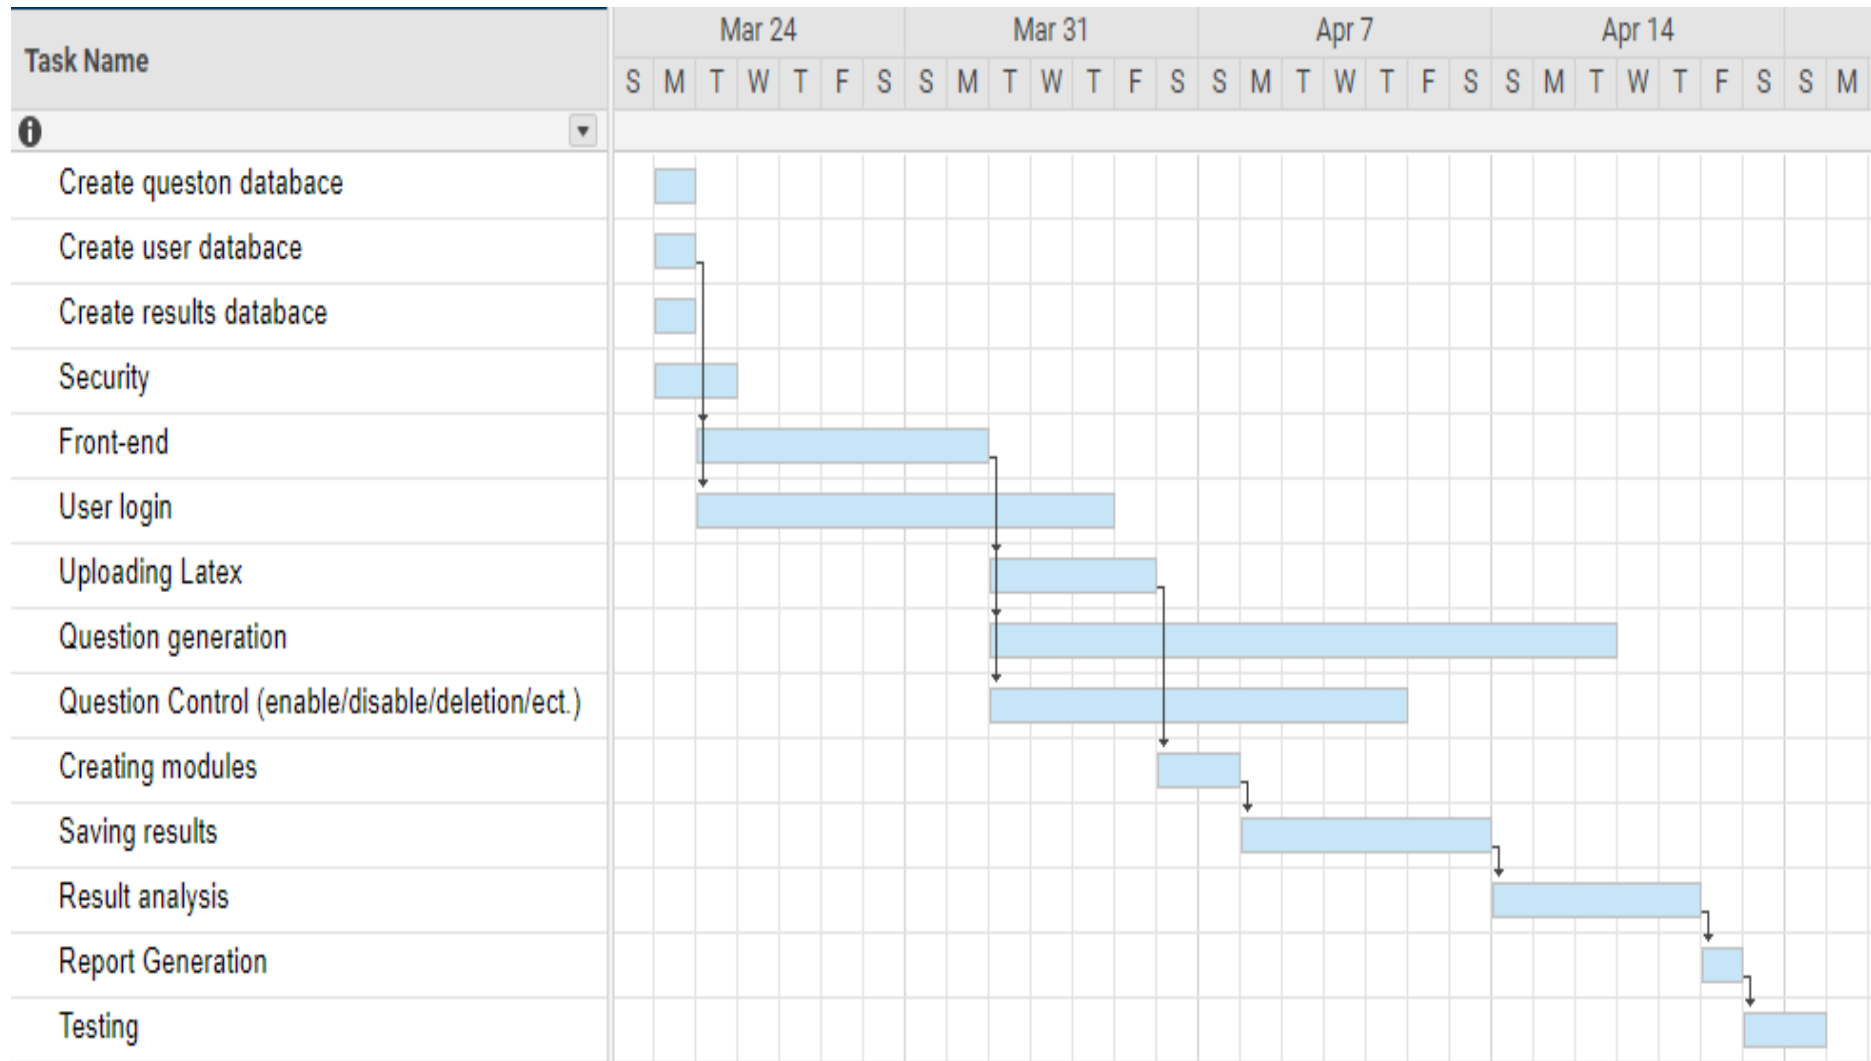 Task Name
Mar 24 Mar 31 Apr 7 Apr 14
S M T W T F S S M T W T F S S M T W T F S S M T W T F S S M
Create queston databace
Create user databace
Create results databace
Security
Front-end
User login
Uploading Latex
Question generation
Question Control (enable/disable/deletion/ect.)
Creating modules
Saving results
Result analysis
Report Generation
Testing